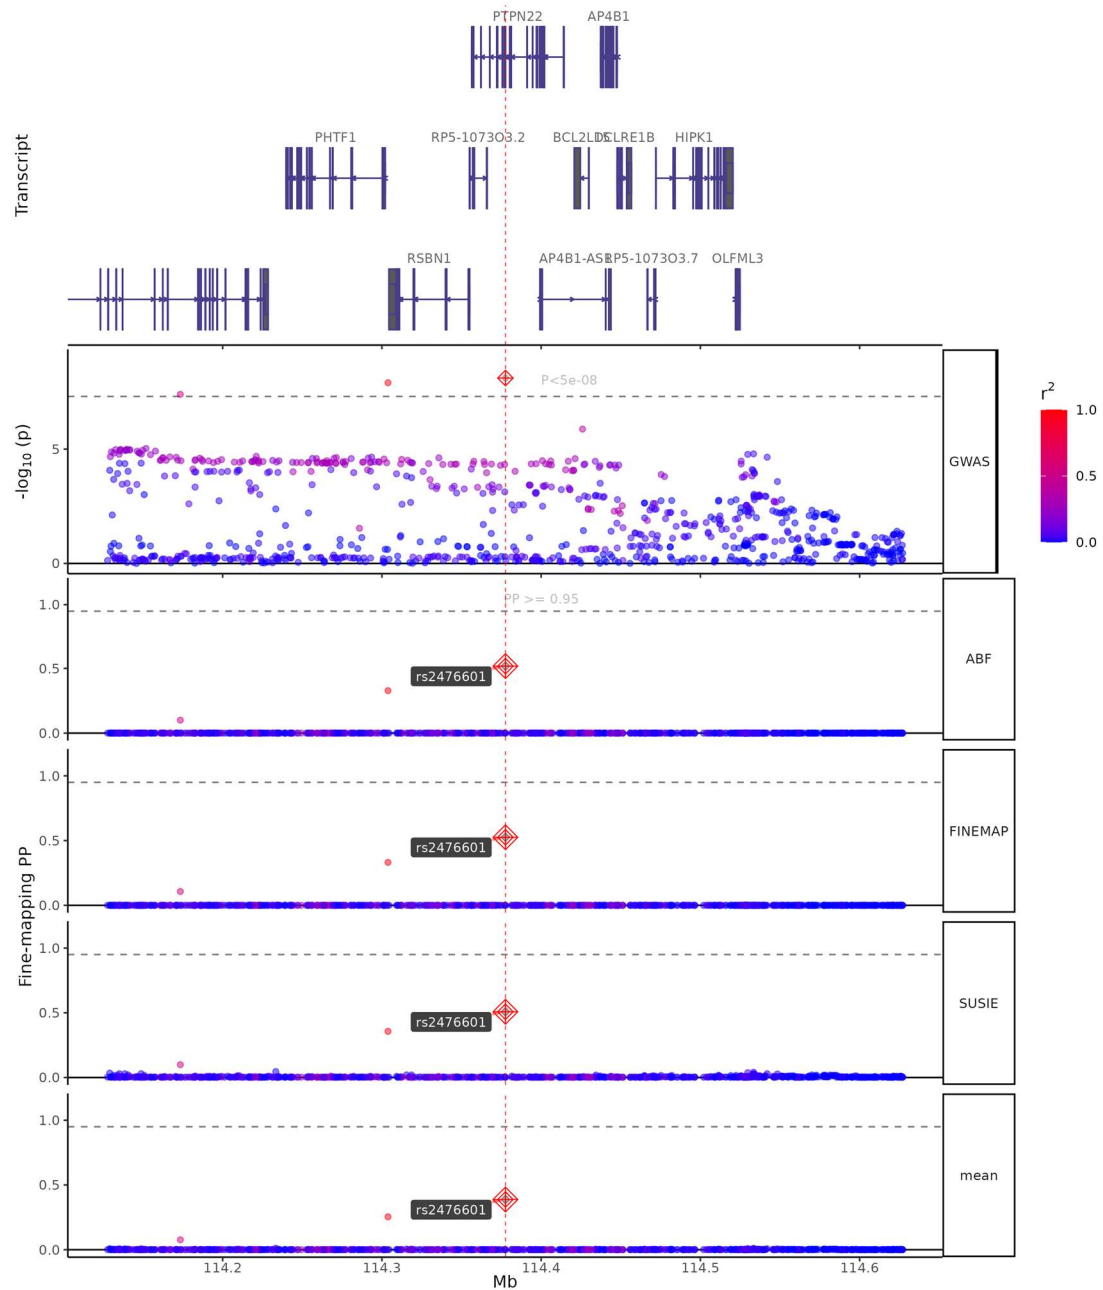 PTPN22 AP4B1
PHTF1 RP5-1073O3.2 BCL2L15 DCLRE1B HIPK1
RSBN1 AP4B1-AS1 RP5-1073O3.7 OLFML3
Transcript
P<5e-08
5
0
-log10 (p)
GWAS
r2
1.0
0.5
0.0
PP >= 0.95
1.0
0.5
0.0
rs2476601
ABF
1.0
0.5
0.0
rs2476601
FINEMAP
Fine-mapping PP
1.0
0.5
0.0
rs2476601
SUSIE
1.0
0.5
0.0
rs2476601
mean
114.2 114.3 114.4 114.5 114.6
Mb